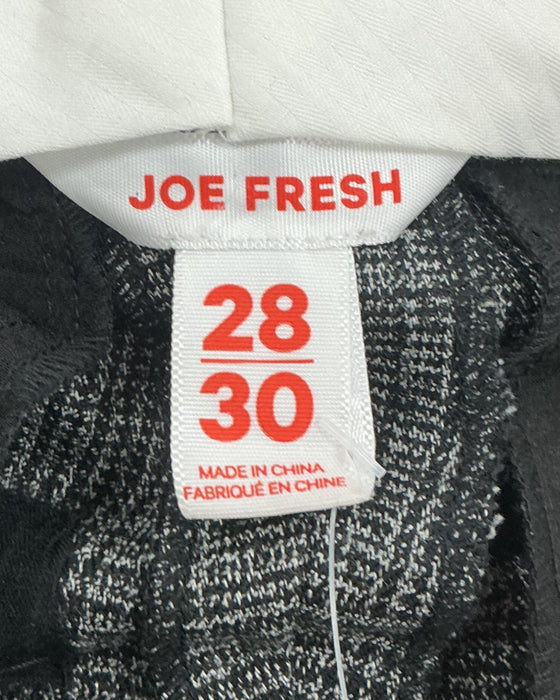 JOE FRESH
28
30
MADE IN CHINA
FABRIQUÉ EN CHINE